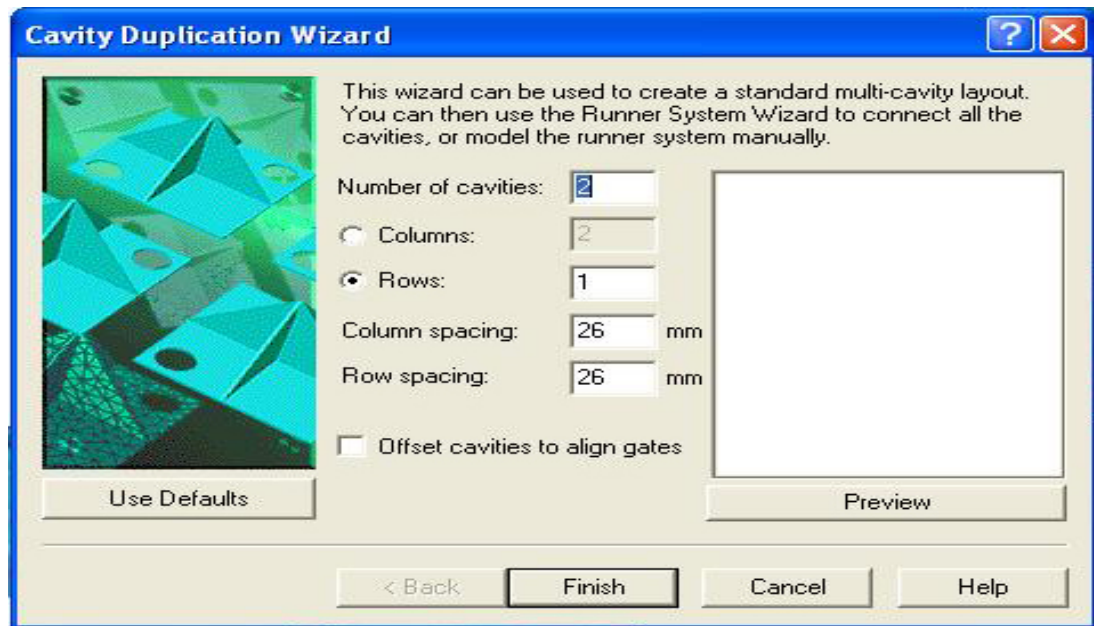 Cavity Duplication Wizard
This wizard can be used to create a standard multi-cavity layout.
You can then use the Runner System Wizard to connect all the
cavities, or model the runner system manually.
Number of cavities: 2
Columns: 2
Rows: 1
Column spacing: 26 mm
Row spacing: 26 mm
Offset cavities to align gates
Use Defaults
Preview
< Back Finish Cancel Help